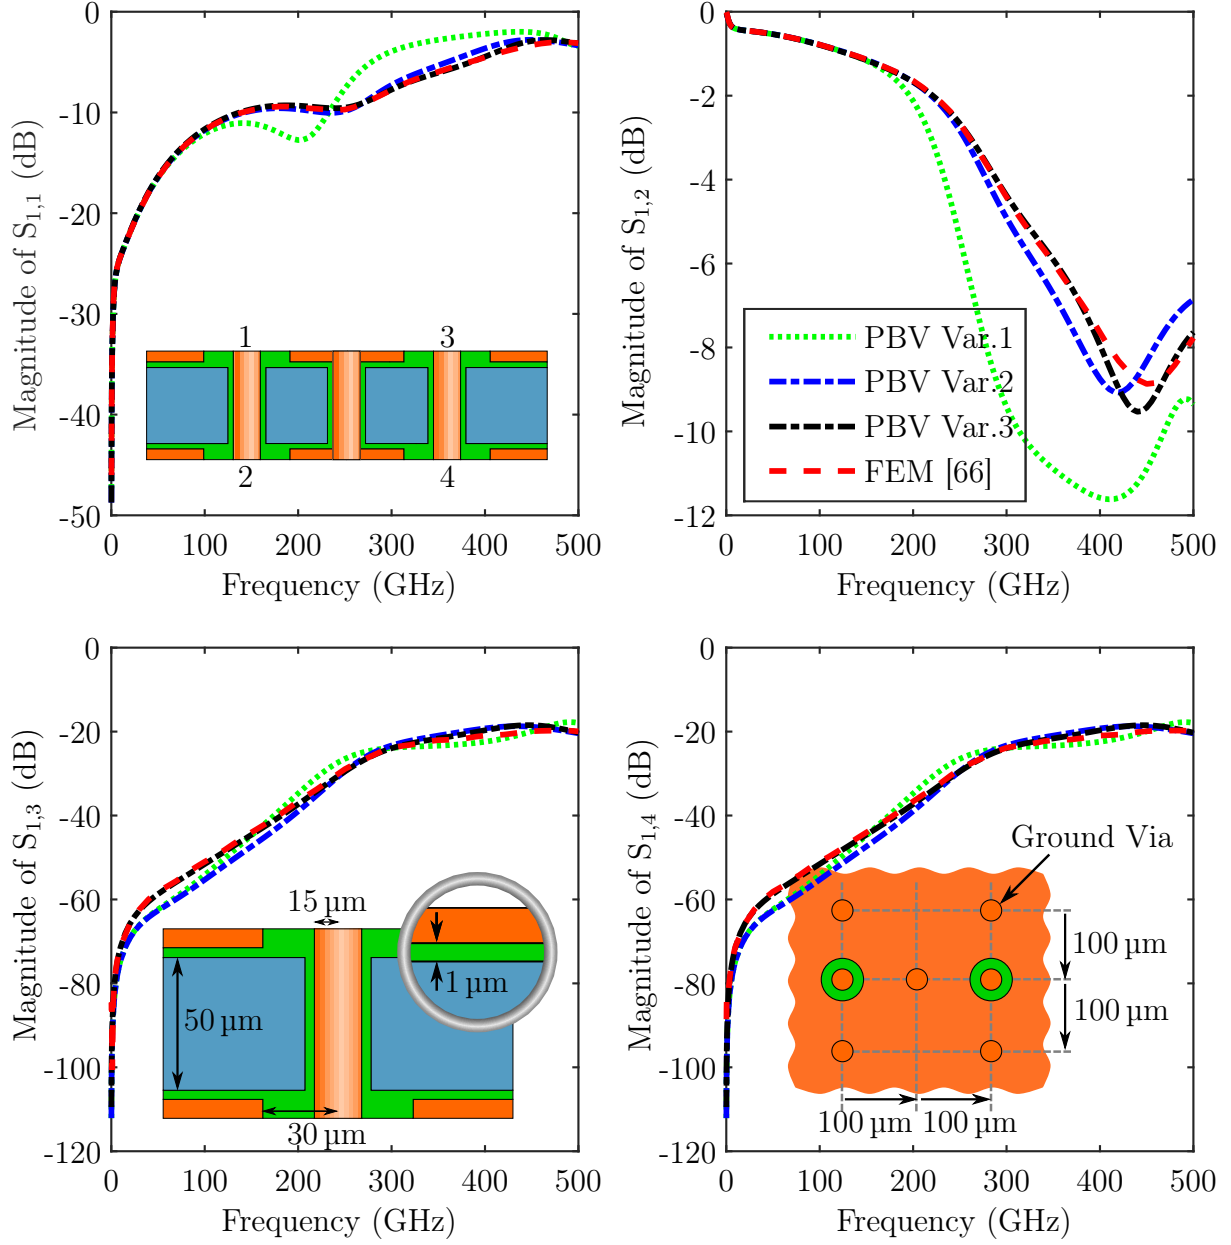 0
-10
-20
-30
-40
-50
0 100 200 300 400 500
Frequency (GHz)
Magnitude of S1,1 (dB)
1 3
2 4
0
-2
-4
-6
-8
-10
-12
0 100 200 300 400 500
Frequency (GHz)
Magnitude of S1,2 (dB)
PBV Var.1
PBV Var.2
PBV Var.3
FEM [66]
0
-20
-40
-60
-80
-100
-120
0 100 200 300 400 500
Frequency (GHz)
Magnitude of S1,3 (dB)
15 µm
1 µm
50 µm
30 µm
0
-20
-40
-60
-80
-100
-120
0 100 200 300 400 500
Frequency (GHz)
Magnitude of S1,4 (dB)
Ground Via
100 µm
100 µm
100 µm 100 µm